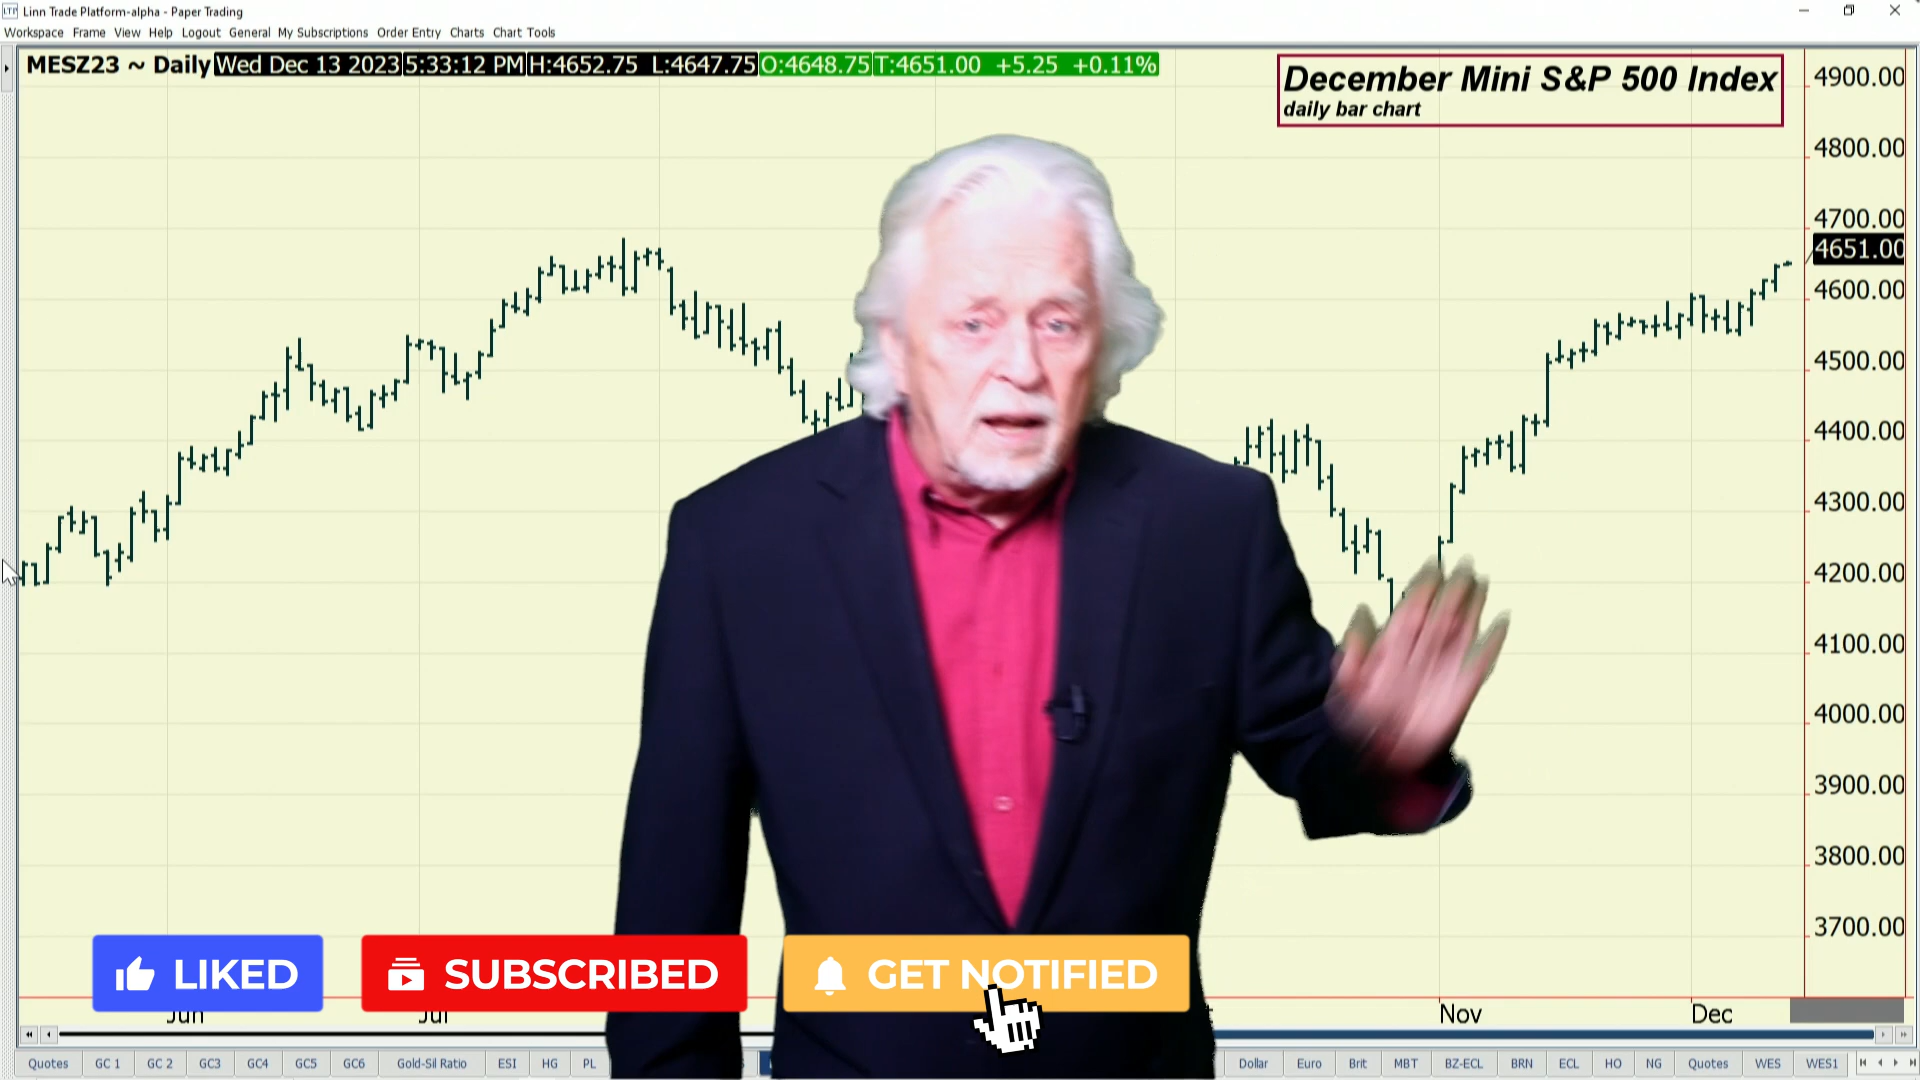 Linn Trade Platform-alpha - Paper Trading
Workspace Frame View Help Logout General My Subscriptions Order Entry Charts Chart Tools
MESZ23 ~ Daily Wed Dec 13 2023 5:33:12 PM H:4652.75 L:4647.75 O:4648.75 T:4651.00 +5.25 +0.11%
December Mini S&P 500 Index
daily bar chart
4900.00
4800.00
4700.00
4651.00
4600.00
4500.00
4400.00
4300.00
4200.00
4100.00
4000.00
3900.00
3800.00
3700.00
LIKED SUBSCRIBED GET NOTIFIED
Jun Jul Nov Dec
Quotes GC 1 GC 2 GC3 GC4 GC5 GC6 Gold-Sil Ratio ESI HG PL Dollar Euro Brit MBT BZ-ECL BRN ECL HO NG Quotes WES WES1